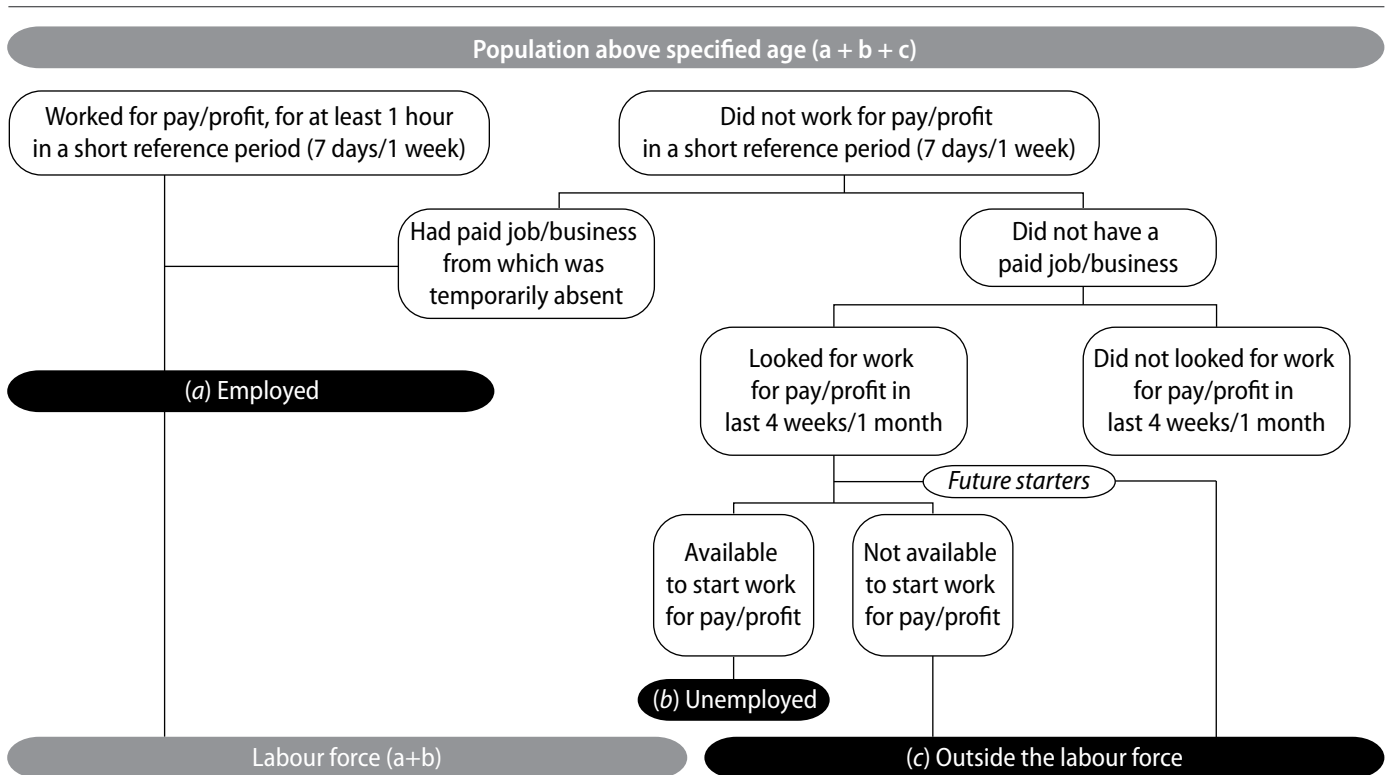 Population above specified age (a + b + c)
Worked for pay/profit, for at least 1 hour
in a short reference period (7 days/1 week)
Did not work for pay/profit
in a short reference period (7 days/1 week)
Had paid job/business
from which was
temporarily absent
Did not have a
paid job/business
Looked for work
for pay/profit in
last 4 weeks/1 month
Did not looked for work
for pay/profit in
last 4 weeks/1 month
(a) Employed
Future starters
Available
to start work
for pay/profit
Not available
to start work
for pay/profit
(b) Unemployed
Labour force (a+b)
(c) Outside the labour force